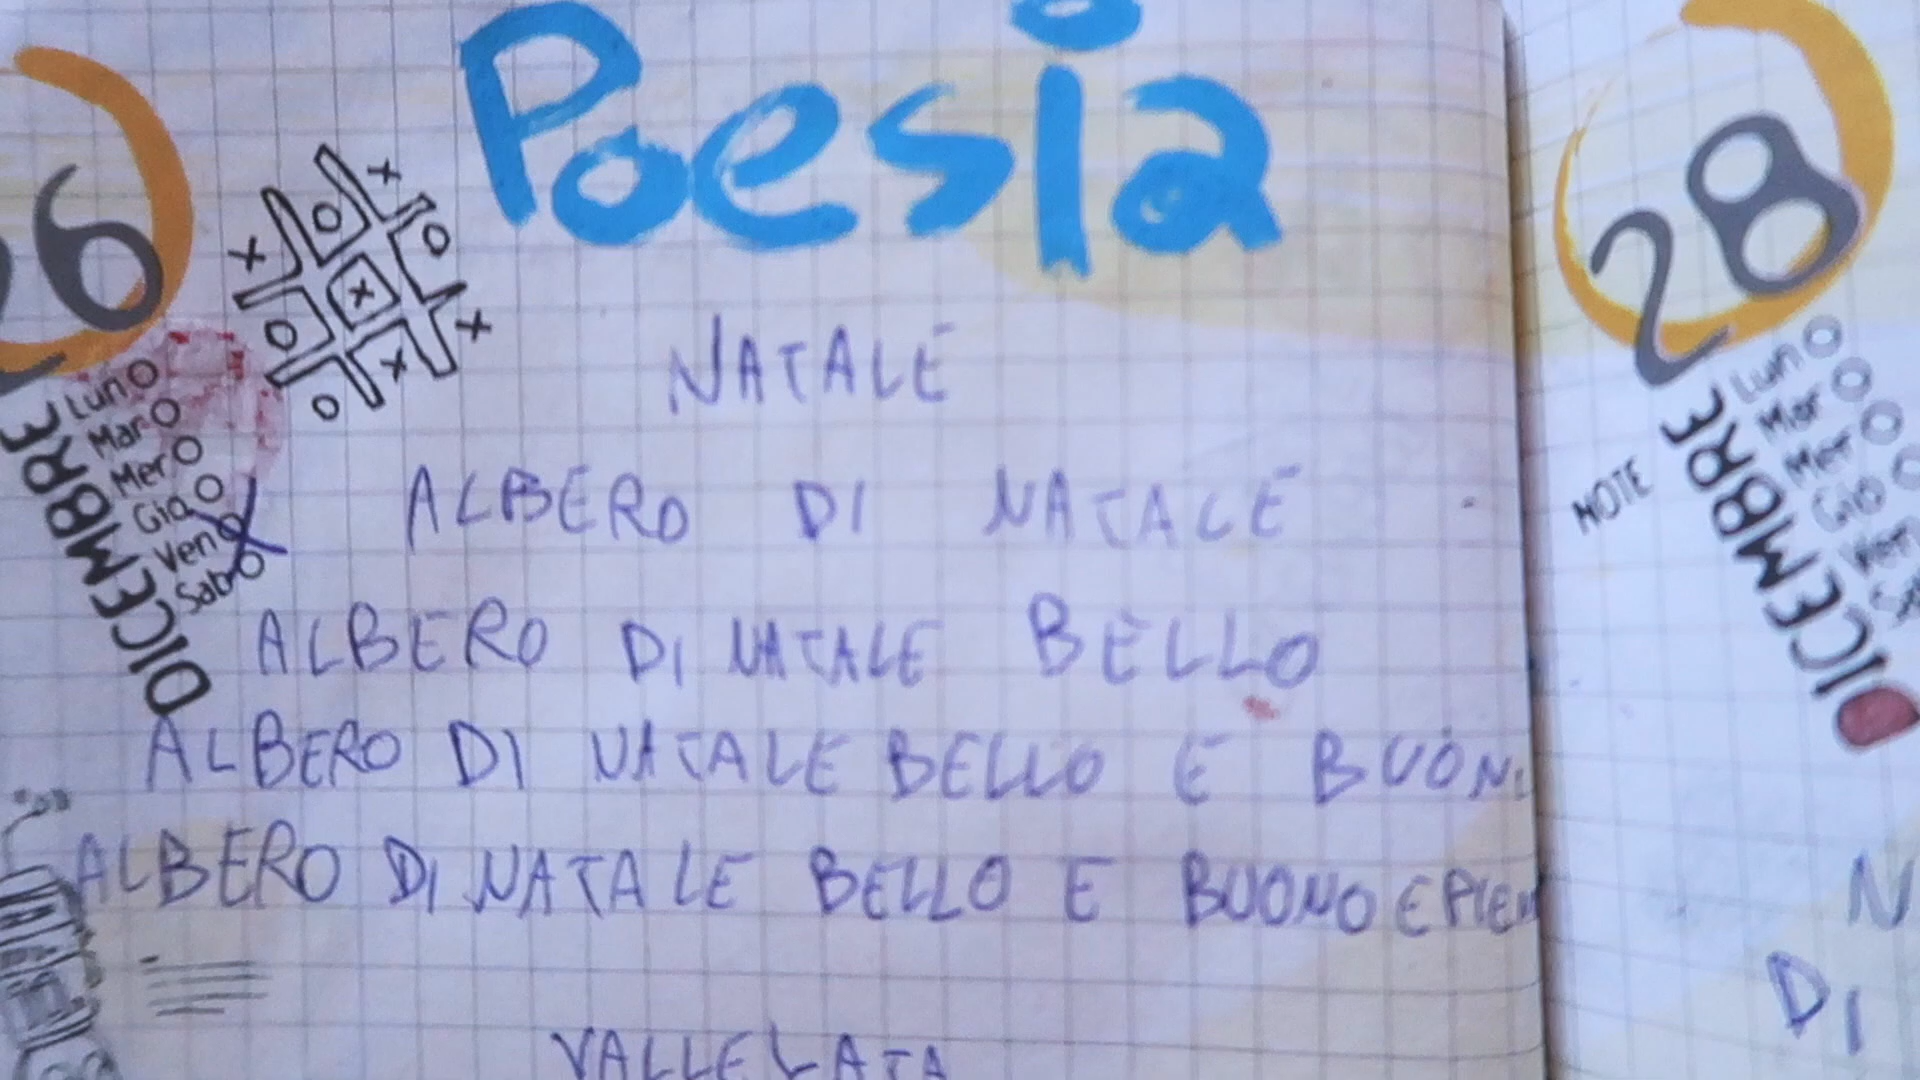 Poesia
26
DICEMBRE
Lun
Mar
Mer
Gio
Ven
Sab
NATALE
ALBERO DI NATALE
ALBERO DI NATALE BELLO
ALBERO DI NATALE BELLO E BUON
ALBERO DI NATALE BELLO E BUONO E PIEN
VALLELATA
28
DICEMBRE
Lun
Mar
Mer
Gio
Ven
NOTE
N
DI